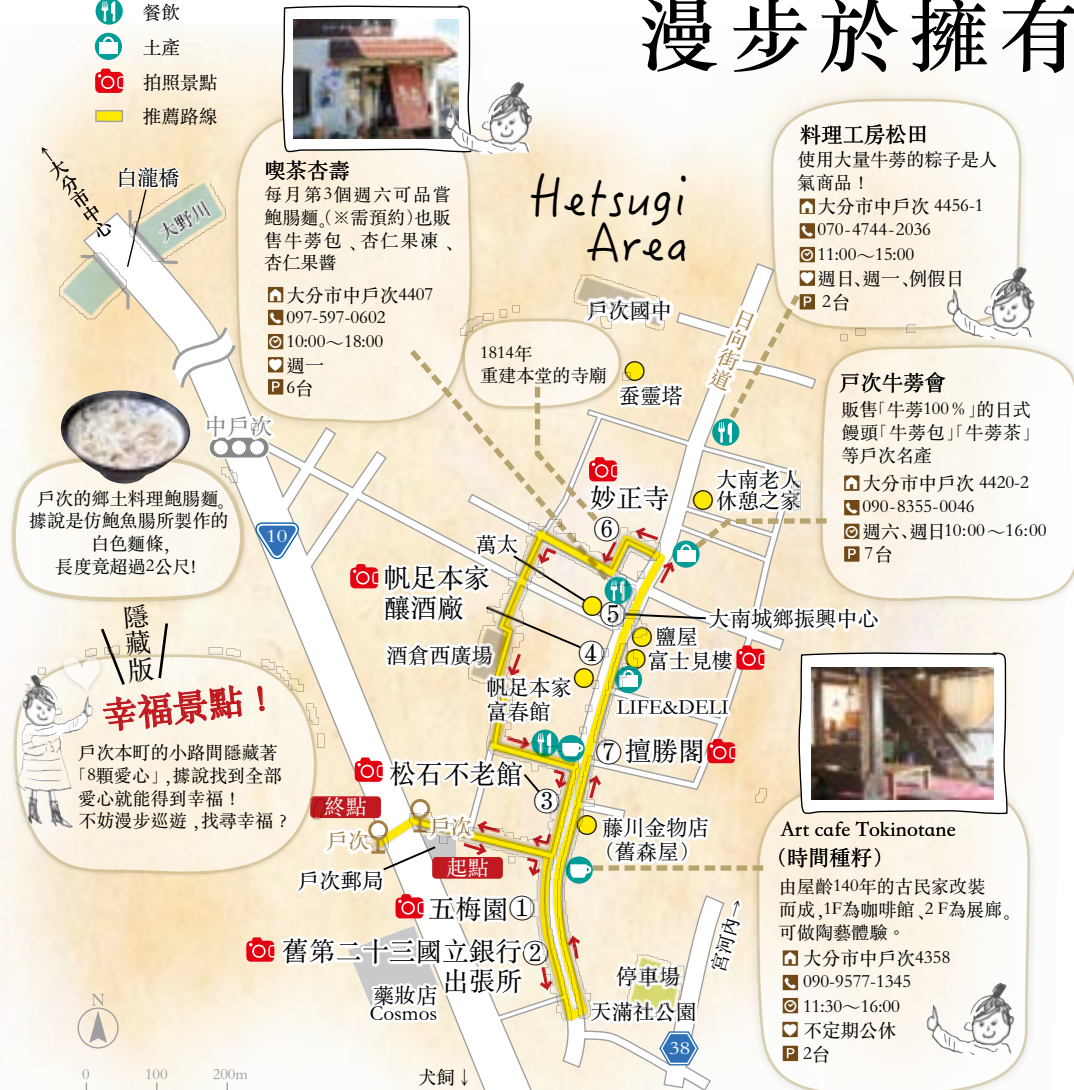 漫步於擁有
餐飲
土產
拍照景點
推薦路線
Hetsugi
Area
喫茶杏壽
每月第3個週六可品嘗
鮑腸麵。(※需預約)也販
售牛蒡包、杏仁果凍、
杏仁果醬
大分市中戶次4407
097-597-0602
10:00～18:00
週一
P 6台
料理工房松田
使用大量牛蒡的粽子是人
氣商品！
大分市中戶次 4456-1
070-4744-2036
11:00～15:00
週日、週一、例假日
P 2台
戸次牛蒡會
販售「牛蒡100％」的日式
饅頭「牛蒡包」「牛蒡茶」
等戸次名產
大分市中戶次 4420-2
090-8355-0046
週六、週日10:00～16:00
P 7台
1814年
重建本堂的寺廟
↑大分市中心
白瀧橋
大野川
戶次國中
日向街道
蚕靈塔
中戶次
戶次的鄉土料理鮑腸麵。
據說是仿鮑魚腸所製作的
白色麵條，
長度竟超過2公尺!
10
妙正寺
⑥
大南老人
休憩之家
萬太
帆足本家
釀酒廠
⑤
大南城鄉振興中心
④
鹽屋
富士見樓
酒倉西廣場
帆足本家
富春館
LIFE&DELI
⑦擅勝閣
松石不老館
③
隱藏版
幸福景點！
戶次本町的小路間隱藏著
「8顆愛心」，據說找到全部
愛心就能得到幸福！
不妨漫步巡遊，找尋幸福？
終點
戶次
戶次
起點
戶次郵局
藤川金物店
（舊森屋）
五梅園①
舊第二十三國立銀行②
出張所
藥妝店
Cosmos
停車場
天滿社公園
宮河內→
38
犬飼↓
Art cafe Tokinotane
（時間種籽）
由屋齡140年的古民家改裝
而成，1F為咖啡館、2 F為展廊。
可做陶藝體驗。
大分市中戶次4358
090-9577-1345
11:30～16:00
不定期公休
P 2台
N
0 100 200m